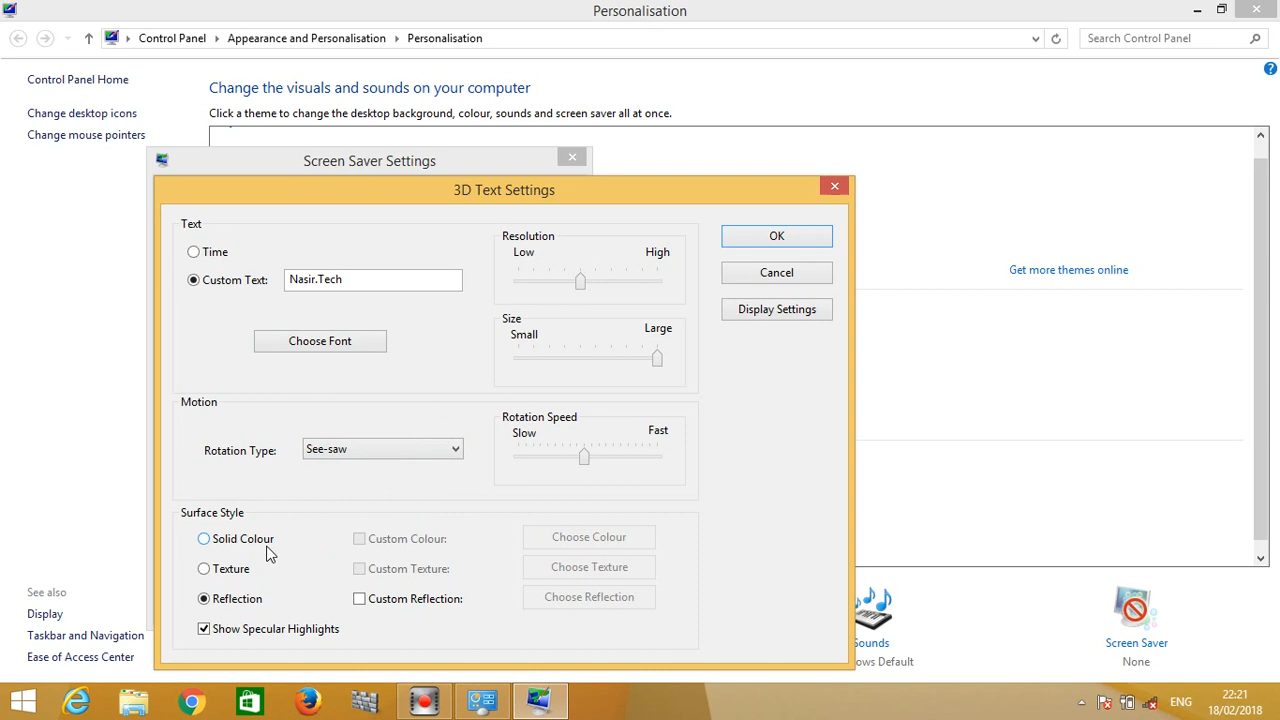 Personalisation
Control Panel Appearance and Personalisation Personalisation
Search Control Panel
Control Panel Home
Change desktop icons
Change mouse pointers
Change the visuals and sounds on your computer
Click a theme to change the desktop background, colour, sounds and screen saver all at once.
Get more themes online
Screen Saver Settings
3D Text Settings
Text
Time
Custom Text: Nasir.Tech
Choose Font
Resolution
Low High
Size
Small Large
OK
Cancel
Display Settings
Motion
Rotation Type: See-saw
Rotation Speed
Slow Fast
Surface Style
Solid Colour Custom Colour: Choose Colour
Texture Custom Texture: Choose Texture
Reflection Custom Reflection: Choose Reflection
Show Specular Highlights
See also
Display
Taskbar and Navigation
Ease of Access Center
Sounds
Screen Saver
None
ENG
22:21
18/02/2018